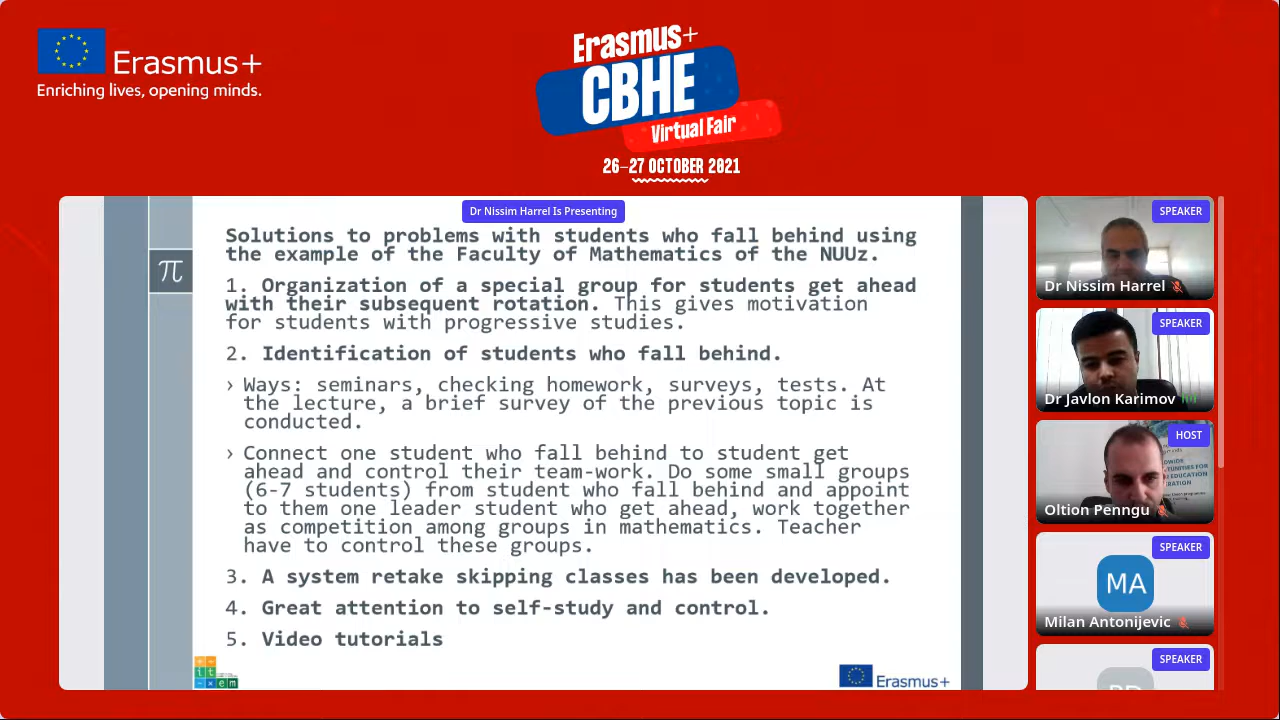 Erasmus+
Enriching lives, opening minds.
Erasmus+
CBHE
Virtual Fair
26–27 OCTOBER 2021
Dr Nissim Harrel Is Presenting
π
Solutions to problems with students who fall behind using
the example of the Faculty of Mathematics of the NUUz.
1. Organization of a special group for students get ahead
with their subsequent rotation. This gives motivation
for students with progressive studies.
2. Identification of students who fall behind.
› Ways: seminars, checking homework, surveys, tests. At
the lecture, a brief survey of the previous topic is
conducted.
› Connect one student who fall behind to student get
ahead and control their team-work. Do some small groups
(6-7 students) from student who fall behind and appoint
to them one leader student who get ahead, work together
as competition among groups in mathematics. Teacher
have to control these groups.
3. A system retake skipping classes has been developed.
4. Great attention to self-study and control.
5. Video tutorials
it
em
Erasmus+
SPEAKER
Dr Nissim Harrel
SPEAKER
Dr Javlon Karimov
HOST
Oltion Penngu
SPEAKER
MA
Milan Antonijevic
SPEAKER